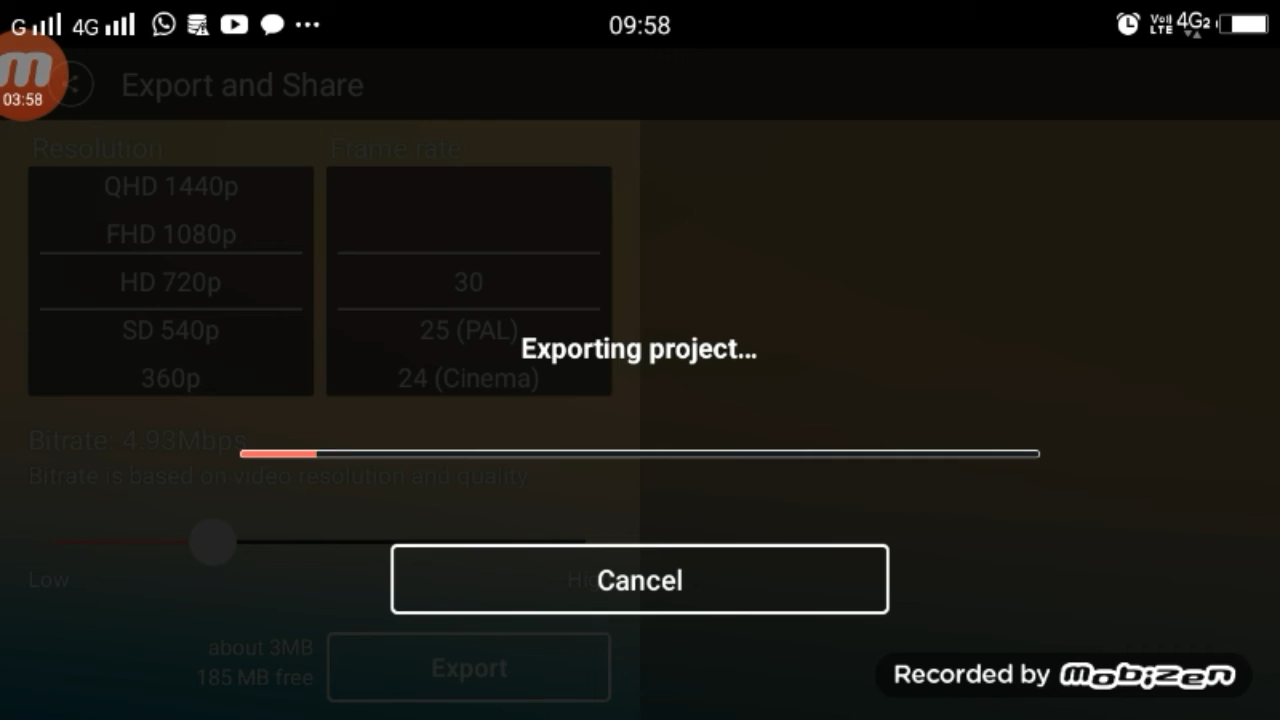 G 4G 09:58 VoII LTE 4G2
m
03:58
Export and Share
Resolution Frame rate
QHD 1440p
FHD 1080p
HD 720p 30
SD 540p 25 (PAL)
360p 24 (Cinema)
Exporting project...
Bitrate: 4.93Mbps
Bitrate is based on video resolution and quality
Low
Cancel
about 3MB
185 MB free
Export
Recorded by mobizen